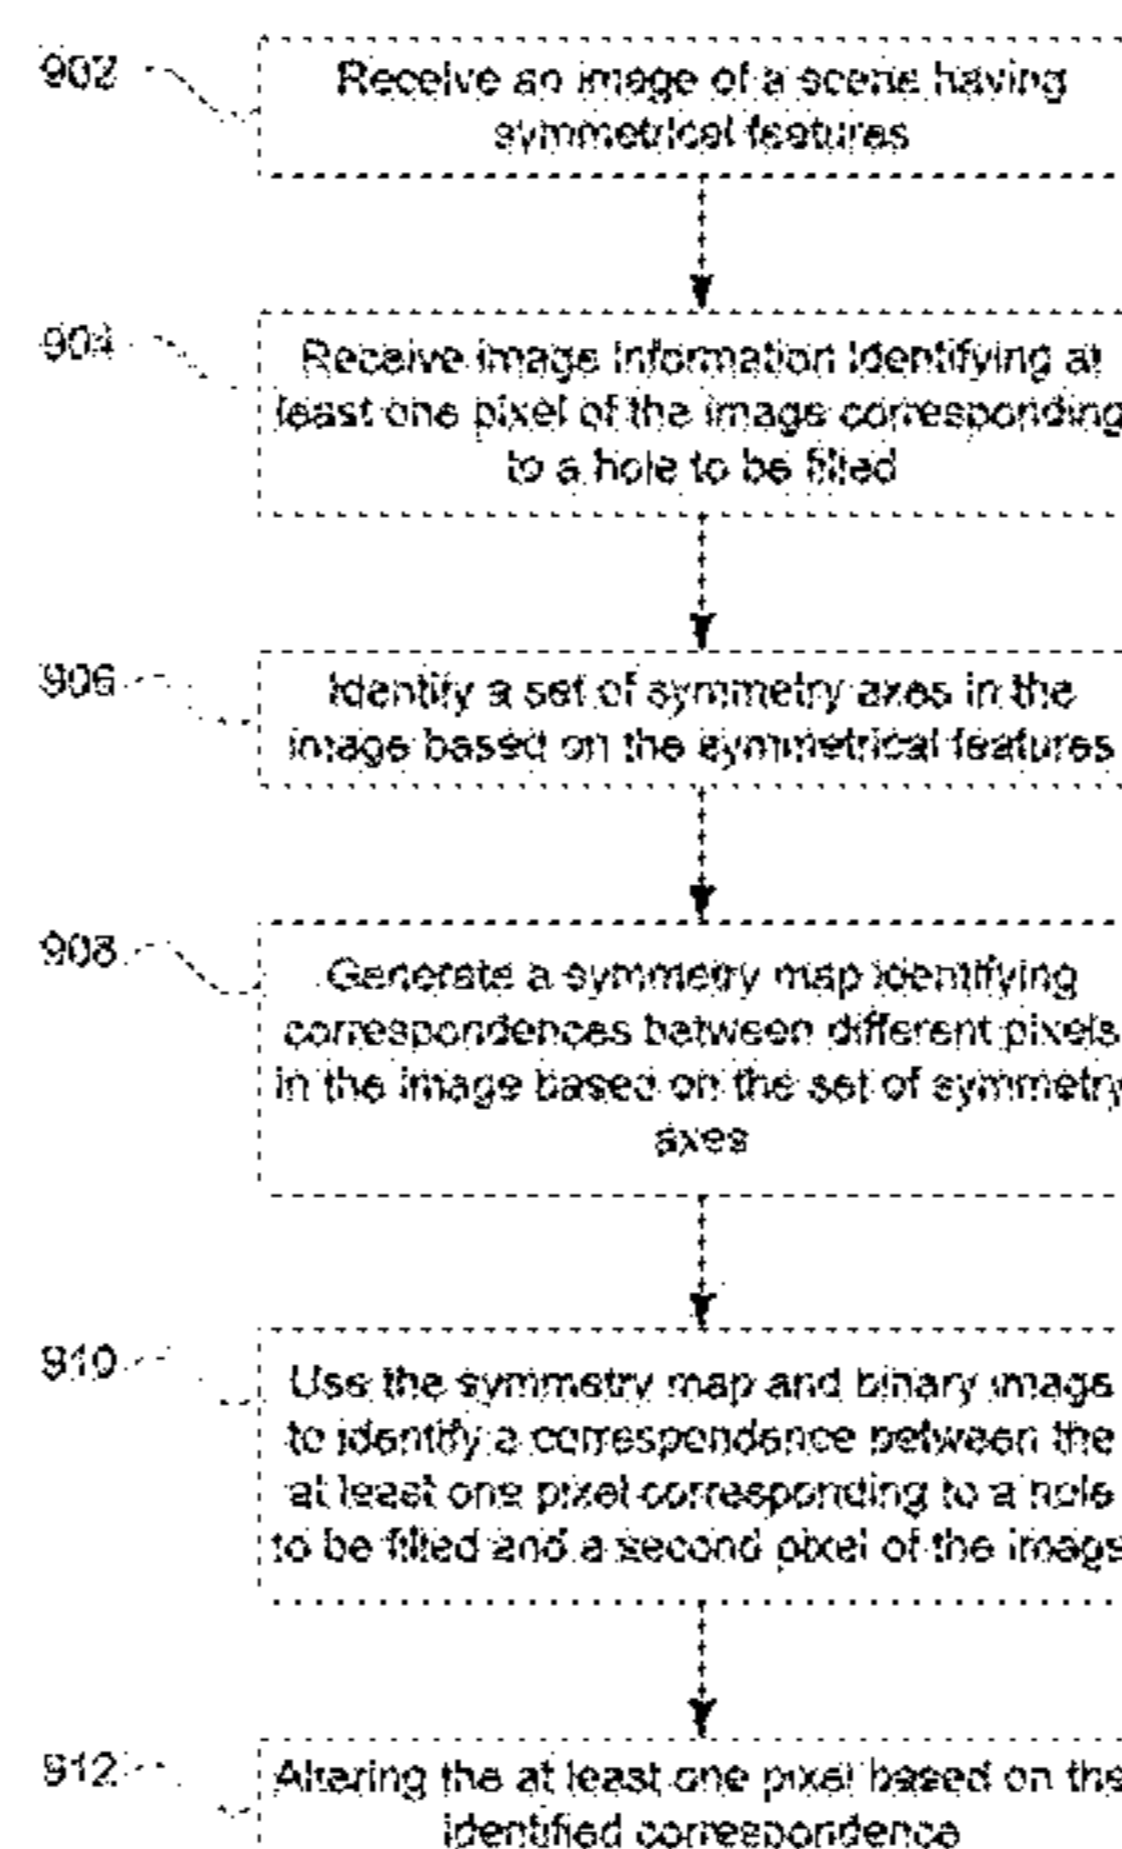 902
Receive an image of a scene having
symmetrical features
904
Receive image information identifying at
least one pixel of the image corresponding
to a hole to be filled
906
Identify a set of symmetry axes in the
image based on the symmetrical features
908
Generate a symmetry map identifying
correspondences between different pixels
in the image based on the set of symmetry
axes
910
Use the symmetry map and binary image
to identify a correspondence between the
at least one pixel corresponding to a hole
to be filled and a second pixel of the image
912
Altering the at least one pixel based on the
identified correspondence